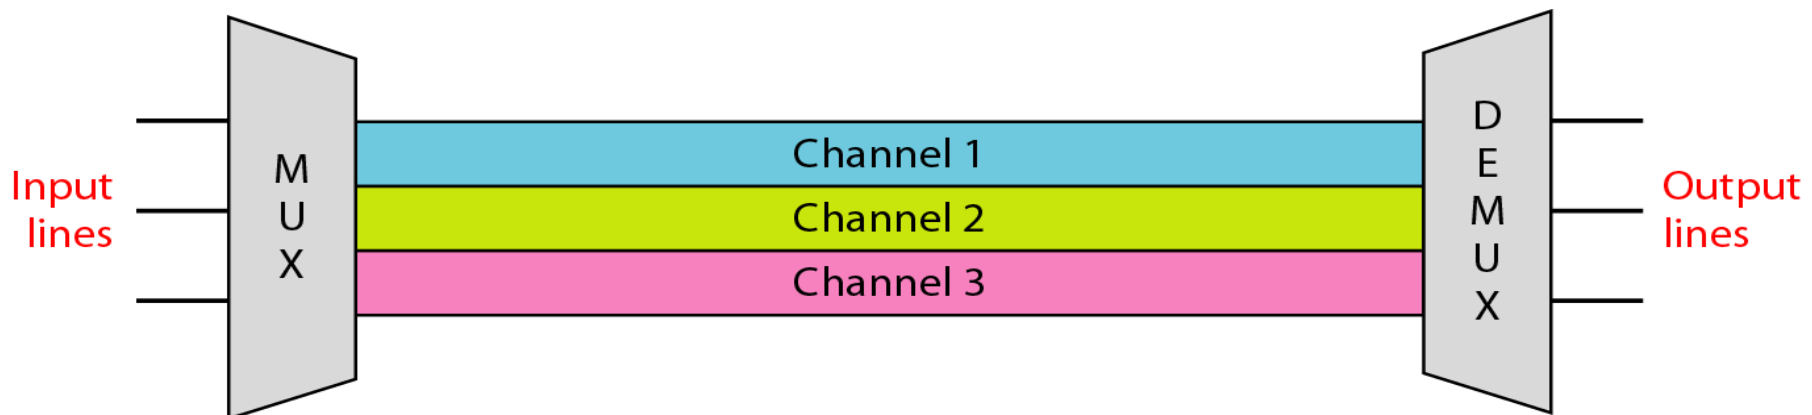 Input
lines
M
U
X
Channel 1
Channel 2
Channel 3
D
E
M
U
X
Output
lines